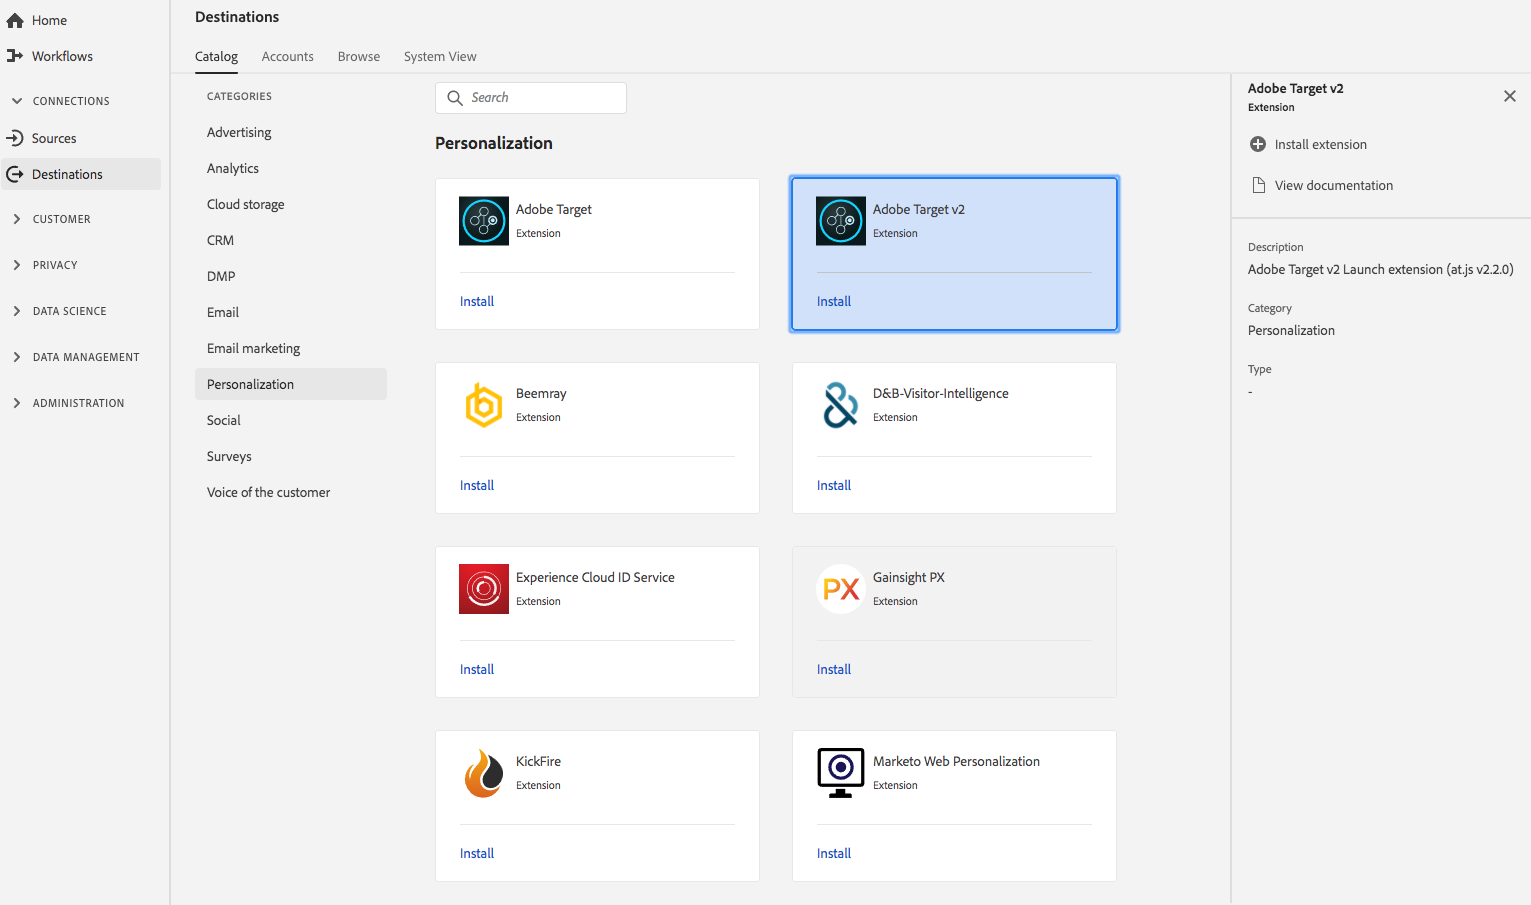 Home
Workflows
CONNECTIONS
Sources
Destinations
CUSTOMER
PRIVACY
DATA SCIENCE
DATA MANAGEMENT
ADMINISTRATION
Destinations
Catalog Accounts Browse System View
CATEGORIES
Advertising
Analytics
Cloud storage
CRM
DMP
Email
Email marketing
Personalization
Social
Surveys
Voice of the customer
Search
Personalization
Adobe Target
Extension
Install
Adobe Target v2
Extension
Install
Beemray
Extension
Install
D&B-Visitor-Intelligence
Extension
Install
Experience Cloud ID Service
Extension
Install
PX
Gainsight PX
Extension
Install
KickFire
Extension
Install
Marketo Web Personalization
Extension
Install
Adobe Target v2
Extension
Install extension
View documentation
Description
Adobe Target v2 Launch extension (at.js v2.2.0)
Category
Personalization
Type
-